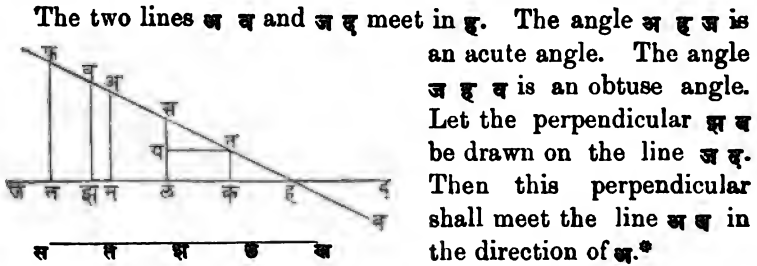 The two lines अ व and ज द meet in ह. The angle अ ह ज is
an acute angle. The angle
ज ह व is an obtuse angle.
Let the perpendicular झ ब
be drawn on the line ज द.
Then this perpendicular
shall meet the line अ ब in
the direction of अ.*
फ
ब
अ
स
प
त
ज न झ म क ह द
ब
स त